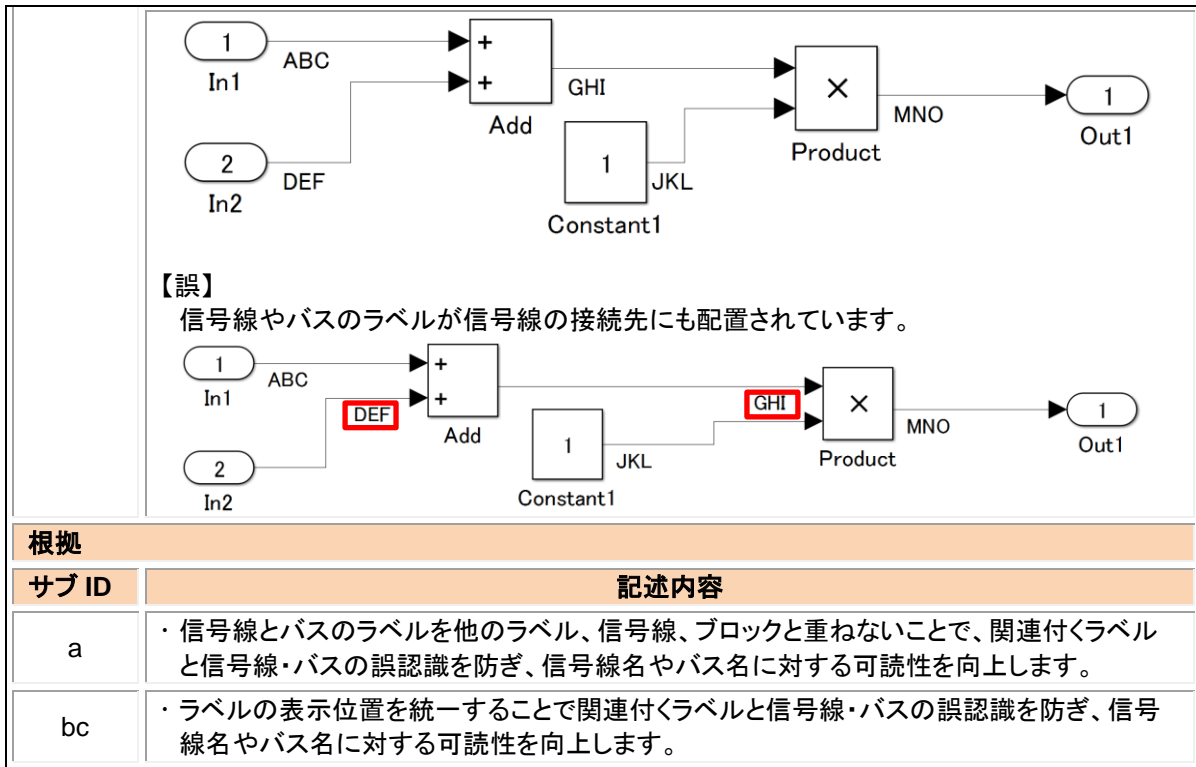 1
ABC
In1
+
+
Add
GHI
2
DEF
In2
1
JKL
Constant1
×
Product
MNO
1
Out1
【誤】
信号線やバスのラベルが信号線の接続先にも配置されています。
1
ABC
In1
+
+
DEF
Add
GHI
2
In2
1
JKL
Constant1
×
Product
MNO
1
Out1
根拠
サブ ID 記述内容
a
・信号線とバスのラベルを他のラベル、信号線、ブロックと重ねないことで、関連付くラベル
と信号線・バスの誤認識を防ぎ、信号線名やバス名に対する可読性を向上します。
bc
・ラベルの表示位置を統一することで関連付くラベルと信号線・バスの誤認識を防ぎ、信号
線名やバス名に対する可読性を向上します。